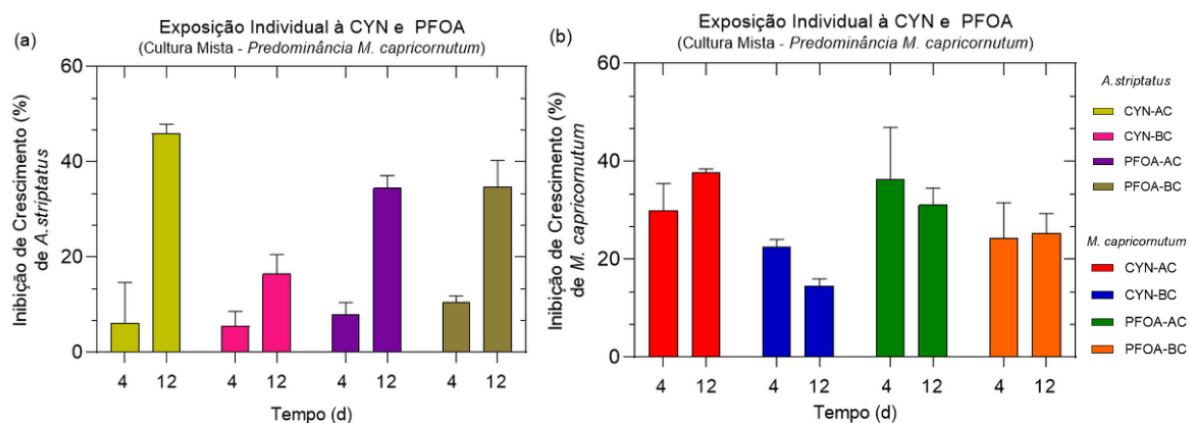 (a)
Exposição Individual à CYN e PFOA
(Cultura Mista - Predominância M. capricornutum)
Inibição de Crescimento (%)
de A.striptatus
60
40
20
0
4 12 4 12 4 12 4 12
Tempo (d)
(b)
Exposição Individual à CYN e PFOA
(Cultura Mista - Predominância M. capricornutum)
Inibição de Crescimento (%)
de M. capricornutum
60
40
20
0
4 12 4 12 4 12 4 12
Tempo (d)
A.striptatus
CYN-AC
CYN-BC
PFOA-AC
PFOA-BC
M. capricornutum
CYN-AC
CYN-BC
PFOA-AC
PFOA-BC